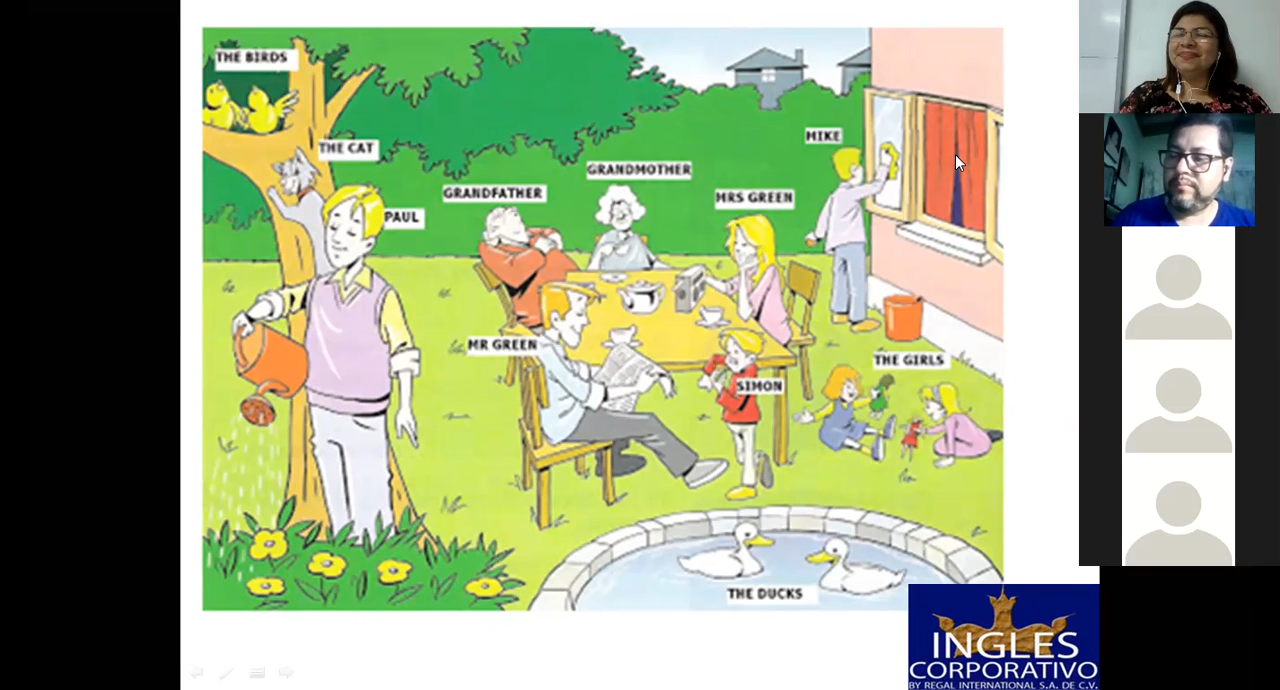 THE BIRDS
THE CAT
PAUL
GRANDFATHER
GRANDMOTHER
MRS GREEN
MIKE
MR GREEN
SIMON
THE GIRLS
THE DUCKS
INGLES
CORPORATIVO
BY REGAL INTERNATIONAL S.A. DE C.V.